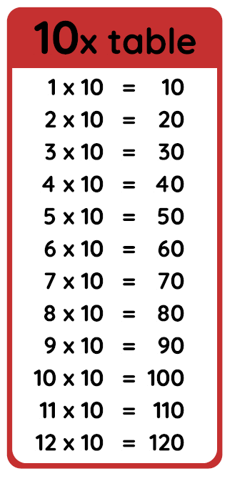 10x table
1 x 10 = 10
2 x 10 = 20
3 x 10 = 30
4 x 10 = 40
5 x 10 = 50
6 x 10 = 60
7 x 10 = 70
8 x 10 = 80
9 x 10 = 90
10 x 10 = 100
11 x 10 = 110
12 x 10 = 120